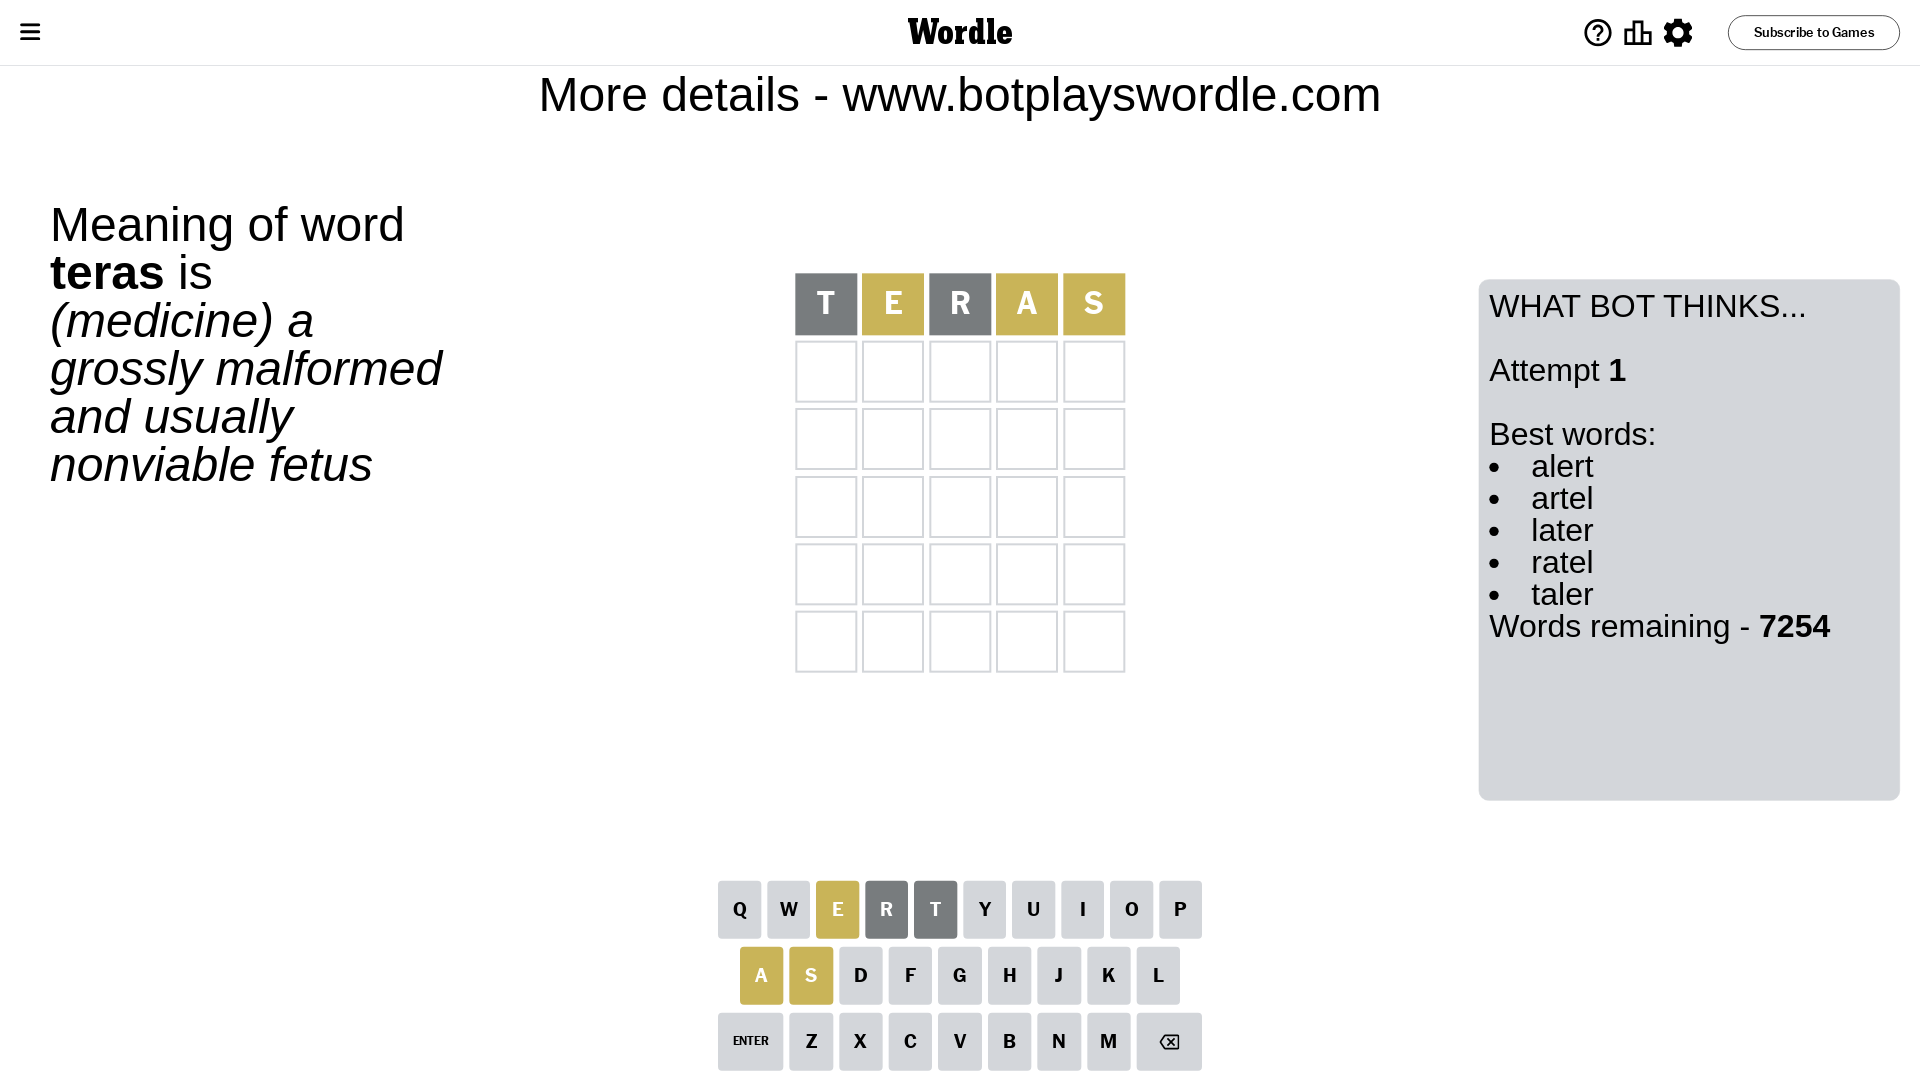 Wordle
Subscribe to Games
More details - www.botplayswordle.com
Meaning of word
teras is
(medicine) a
grossly malformed
and usually
nonviable fetus
T E R A S
WHAT BOT THINKS...
Attempt 1
Best words:
• alert
• artel
• later
• ratel
• taler
Words remaining - 7254
Q W E R T Y U I O P
A S D F G H J K L
ENTER Z X C V B N M